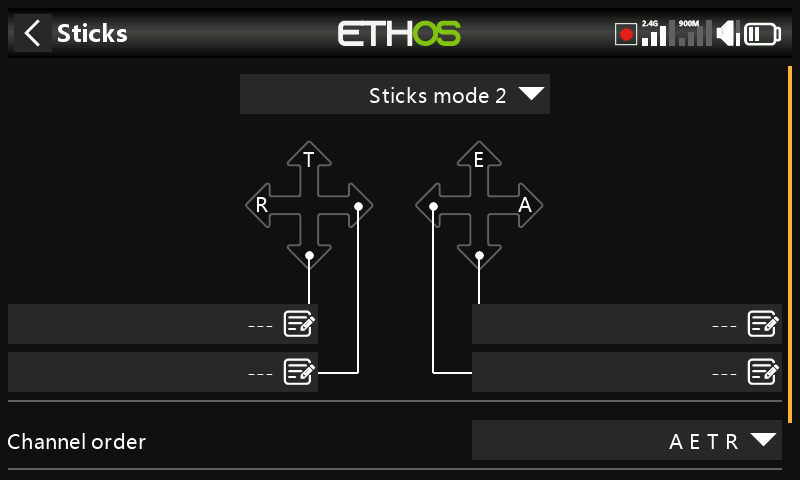 Sticks ETHOS 2.4G 900M
Sticks mode 2
T E
R A
--- ---
--- ---
Channel order A E T R